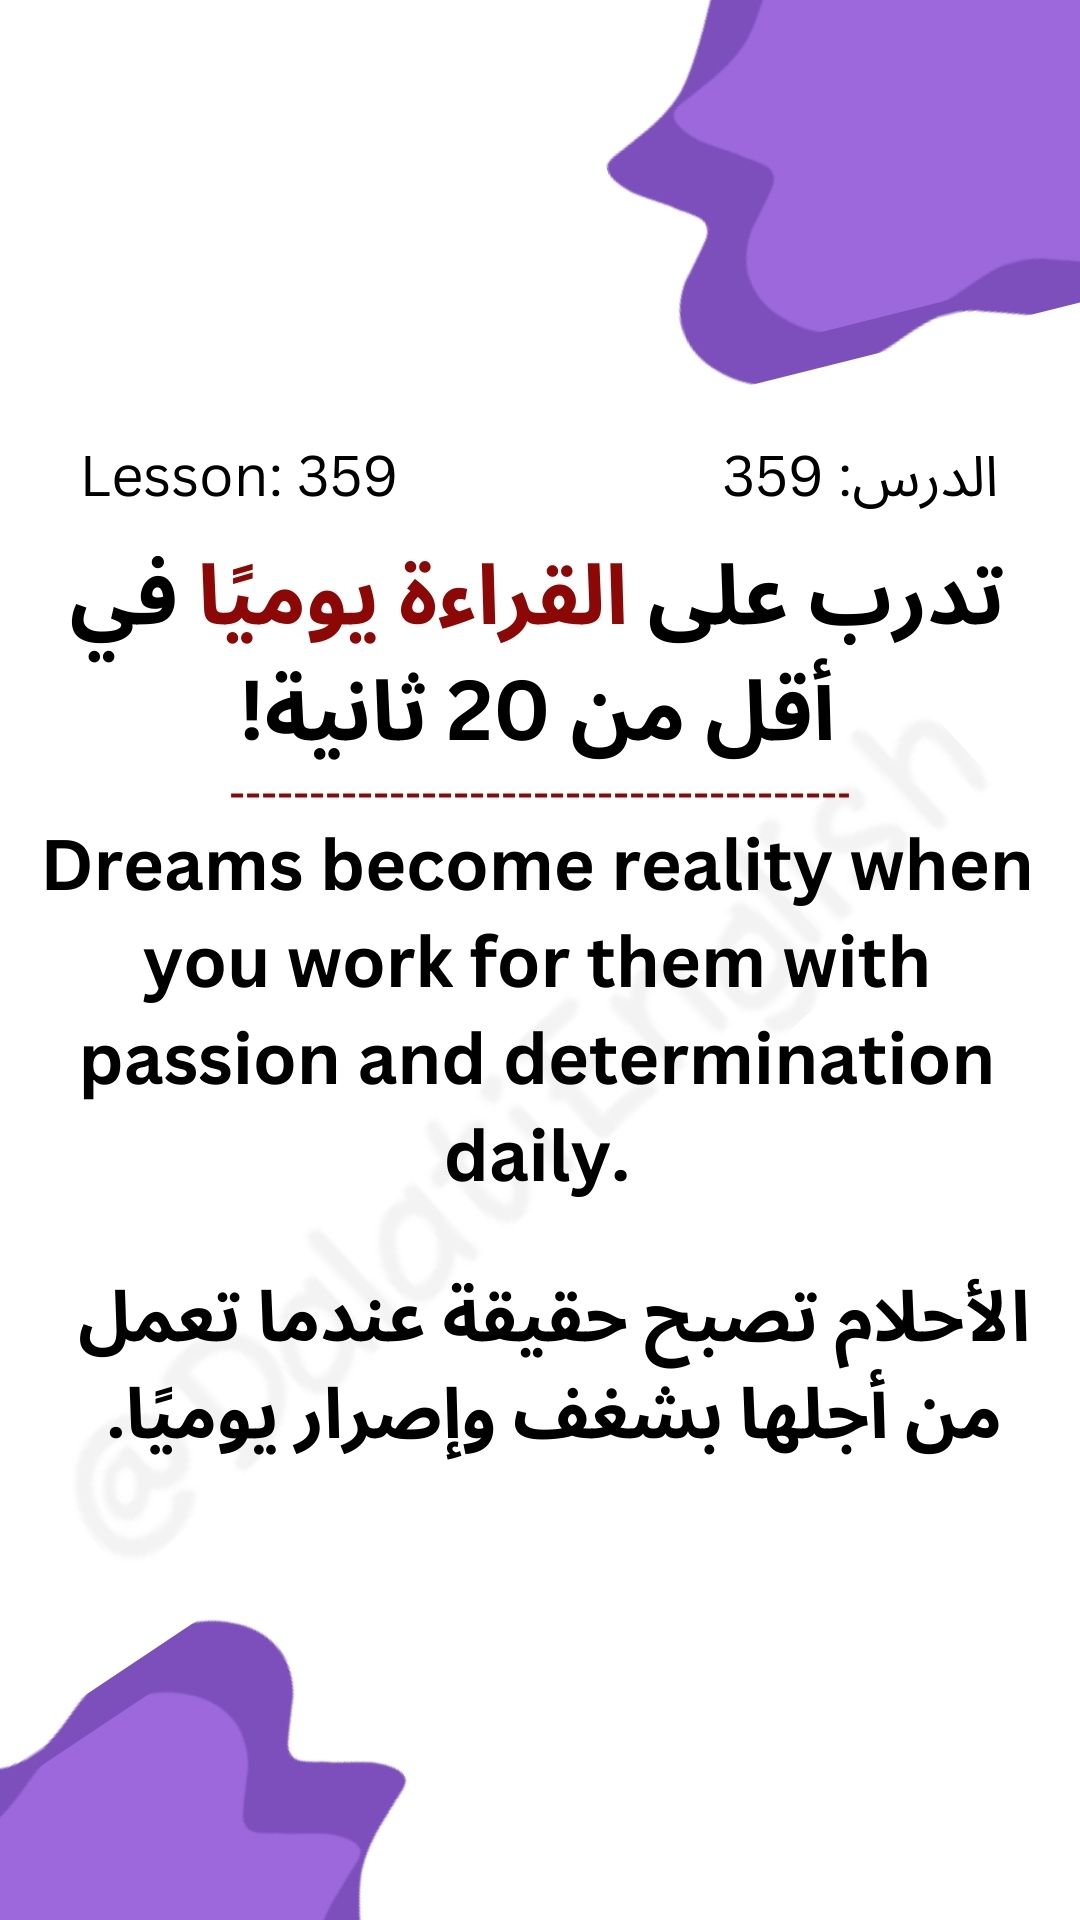 Lesson: 359
الدرس: 359
تدرب على القراءة يوميًا في
أقل من 20 ثانية!
---------------------------------------
Dreams become reality when
you work for them with
passion and determination
daily.
الأحلام تصبح حقيقة عندما تعمل
من أجلها بشغف وإصرار يوميًا.
@DalatiEnglish